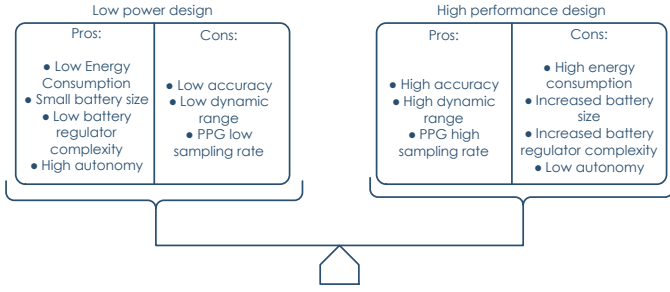 Low power design
Pros:
● Low Energy
Consumption
● Small battery size
● Low battery
regulator
complexity
● High autonomy
Cons:
● Low accuracy
● Low dynamic
range
● PPG low
sampling rate
High performance design
Pros:
● High accuracy
● High dynamic
range
● PPG high
sampling rate
Cons:
● High energy
consumption
● Increased battery
size
● Increased battery
regulator complexity
● Low autonomy